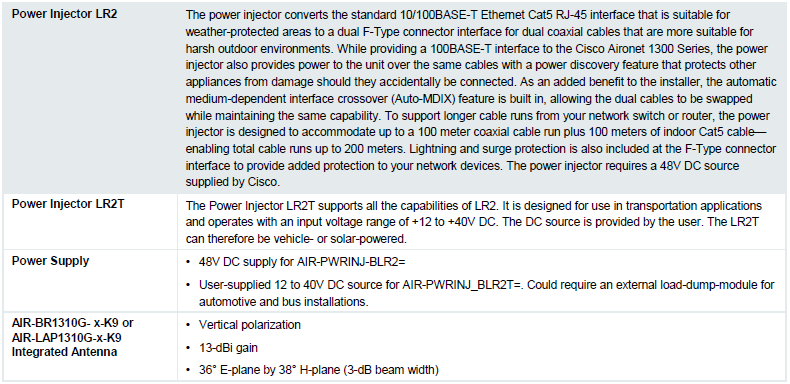 Power Injector LR2
The power injector converts the standard 10/100BASE-T Ethernet Cat5 RJ-45 interface that is suitable for
weather-protected areas to a dual F-Type connector interface for dual coaxial cables that are more suitable for
harsh outdoor environments. While providing a 100BASE-T interface to the Cisco Aironet 1300 Series, the power
injector also provides power to the unit over the same cables with a power discovery feature that protects other
appliances from damage should they accidentally be connected. As an added benefit to the installer, the automatic
medium-dependent interface crossover (Auto-MDIX) feature is built in, allowing the dual cables to be swapped
while maintaining the same capability. To support longer cable runs from your network switch or router, the power
injector is designed to accommodate up to a 100 meter coaxial cable run plus 100 meters of indoor Cat5 cable—
enabling total cable runs up to 200 meters. Lightning and surge protection is also included at the F-Type connector
interface to provide added protection to your network devices. The power injector requires a 48V DC source
supplied by Cisco.
Power Injector LR2T
The Power Injector LR2T supports all the capabilities of LR2. It is designed for use in transportation applications
and operates with an input voltage range of +12 to +40V DC. The DC source is provided by the user. The LR2T
can therefore be vehicle- or solar-powered.
Power Supply
• 48V DC supply for AIR-PWRINJ-BLR2=
• User-supplied 12 to 40V DC source for AIR-PWRINJ_BLR2T=. Could require an external load-dump-module for
automotive and bus installations.
AIR-BR1310G- x-K9 or
AIR-LAP1310G-x-K9
Integrated Antenna
• Vertical polarization
• 13-dBi gain
• 36° E-plane by 38° H-plane (3-dB beam width)